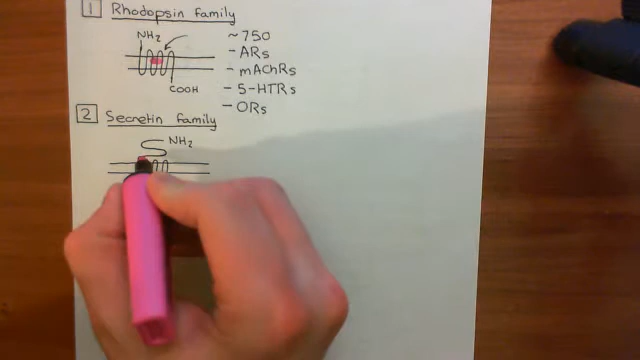 1 Rhodopsin family
NH2
~750
- ARs
- mAChRs
- 5-HTRs
- ORs
COOH
2 Secretin family
NH2